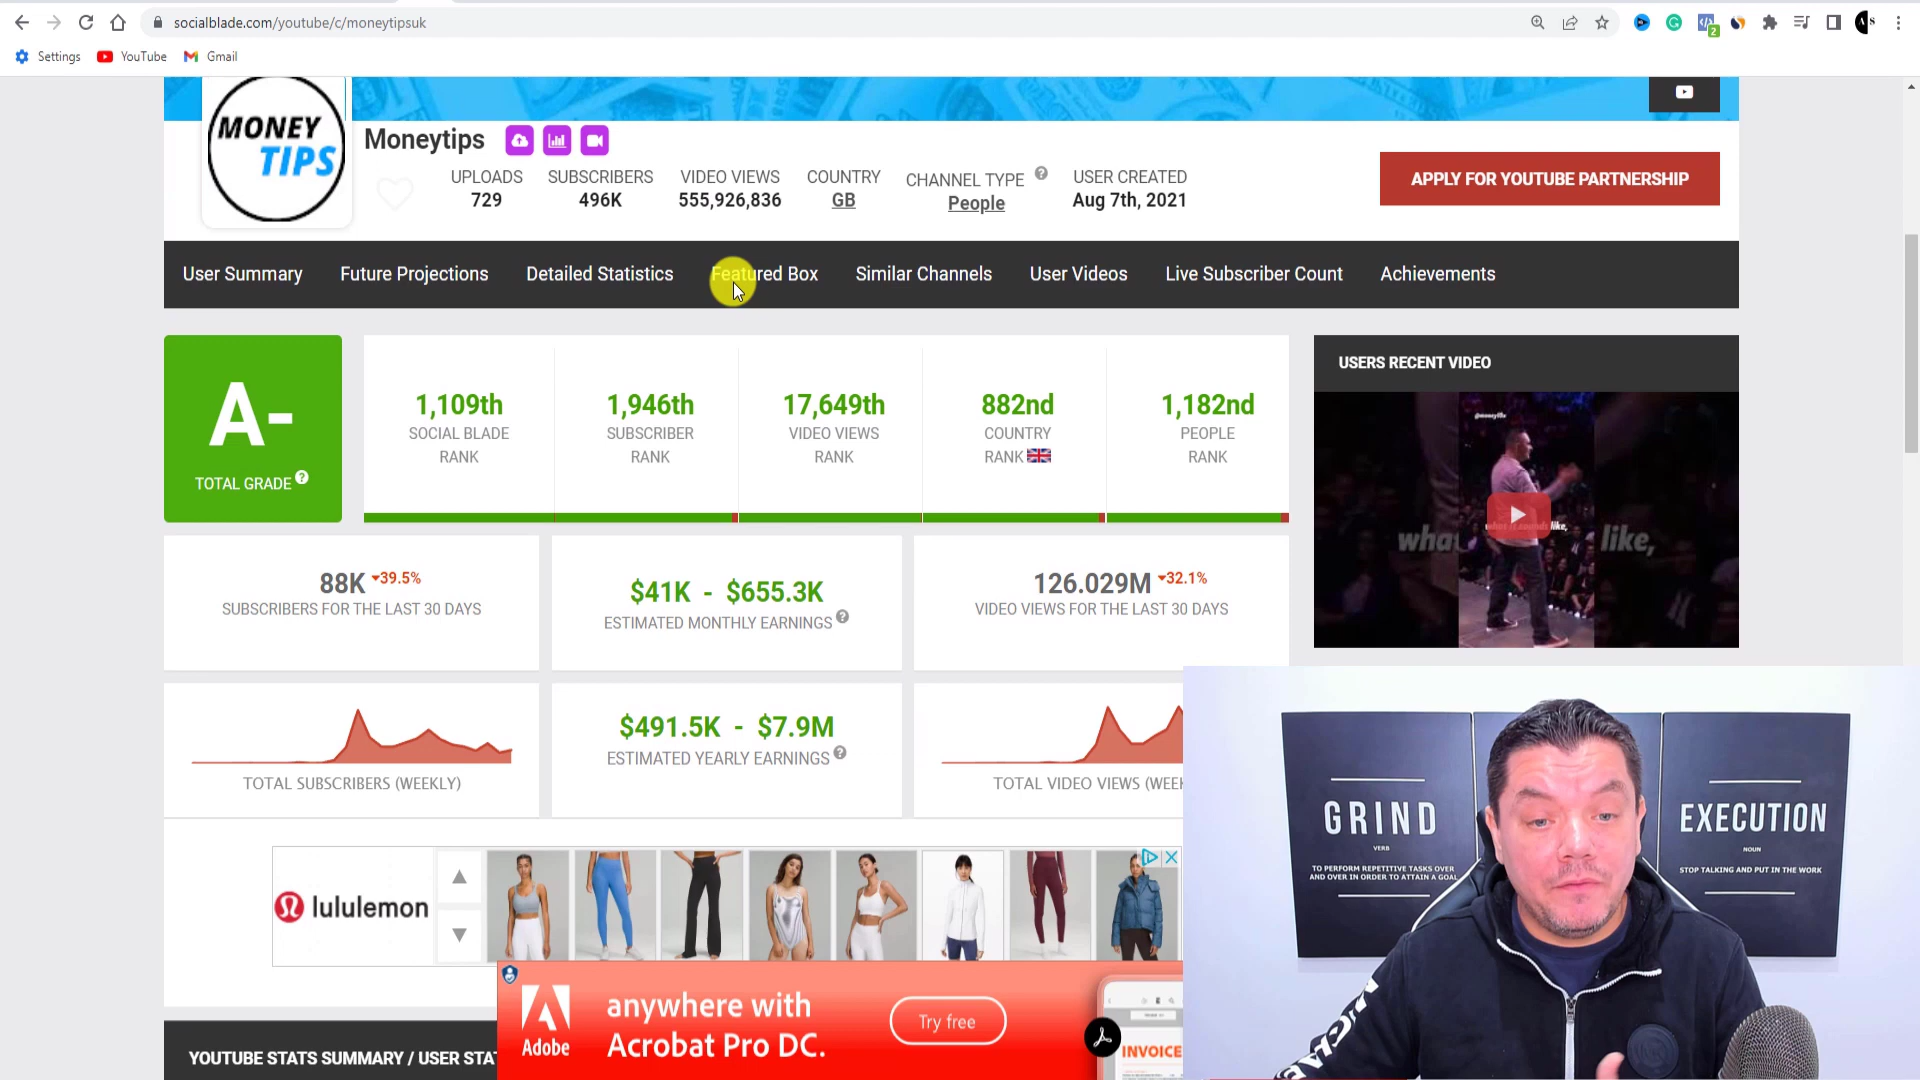 socialblade.com/youtube/c/moneytipsuk
2
Settings YouTube Gmail
MONEY
TIPS
Moneytips
UPLOADS SUBSCRIBERS VIDEO VIEWS COUNTRY CHANNEL TYPE USER CREATED
729 496K 555,926,836 GB People Aug 7th, 2021
APPLY FOR YOUTUBE PARTNERSHIP
User Summary Future Projections Detailed Statistics Featured Box Similar Channels User Videos Live Subscriber Count Achievements
A-
TOTAL GRADE
1,109th
SOCIAL BLADE
RANK
1,946th
SUBSCRIBER
RANK
17,649th
VIDEO VIEWS
RANK
882nd
COUNTRY
RANK
1,182nd
PEOPLE
RANK
USERS RECENT VIDEO
like,
88K 39.5%
SUBSCRIBERS FOR THE LAST 30 DAYS
$41K - $655.3K
ESTIMATED MONTHLY EARNINGS
126.029M 32.1%
VIDEO VIEWS FOR THE LAST 30 DAYS
TOTAL SUBSCRIBERS (WEEKLY)
$491.5K - $7.9M
ESTIMATED YEARLY EARNINGS
TOTAL VIDEO VIEWS (WEEK
lululemon
Adobe
anywhere with
Acrobat Pro DC.
Try free
INVOICE
YOUTUBE STATS SUMMARY / USER STA
GRIND
VERB
TO PERFORM REPETITIVE TASKS OVER
AND OVER IN ORDER TO ATTAIN A GOAL
EXECUTION
NOUN
STOP TALKING AND PUT IN THE WORK